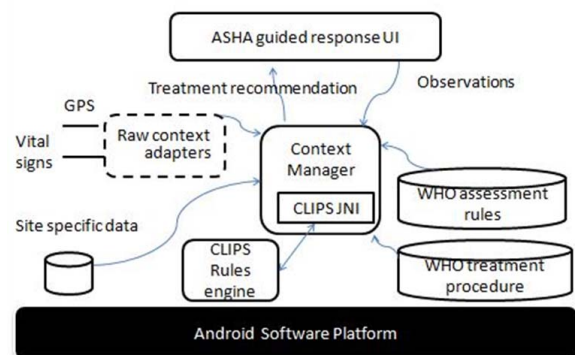 ASHA guided response UI
Treatment recommendation
Observations
GPS
Vital
signs
Raw context
adapters
Context
Manager
CLIPS JNI
WHO assessment
rules
Site specific data
CLIPS
Rules
engine
WHO treatment
procedure
Android Software Platform